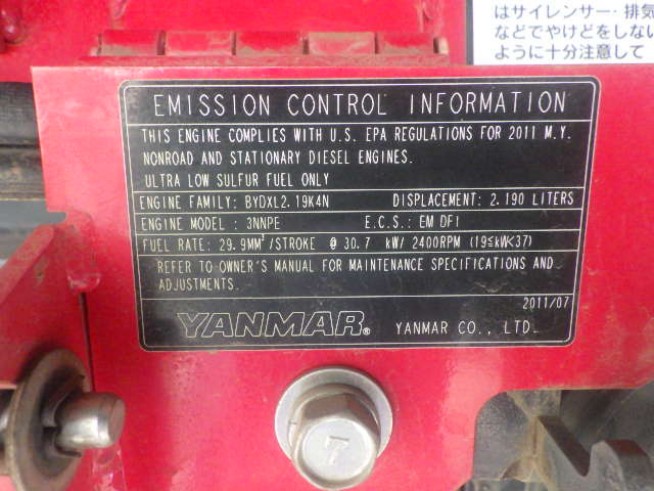 はサイレンサー・排気
などでやけどをしない
ように十分注意して
EMISSION CONTROL INFORMATION
THIS ENGINE COMPLIES WITH U.S. EPA REGULATIONS FOR 2011 M.Y.
NONROAD AND STATIONARY DIESEL ENGINES.
ULTRA LOW SULFUR FUEL ONLY
ENGINE FAMILY: BYDXL2.19K4N DISPLACEMENT: 2.190 LITERS
ENGINE MODEL : 3NNPE E.C.S.: EM DFI
FUEL RATE: 29.9MM³/STROKE @ 30.7 kW/ 2400RPM (19≤kW<37)
REFER TO OWNER'S MANUAL FOR MAINTENANCE SPECIFICATIONS AND
ADJUSTMENTS.
2011/07
YANMAR® YANMAR CO., LTD.
7